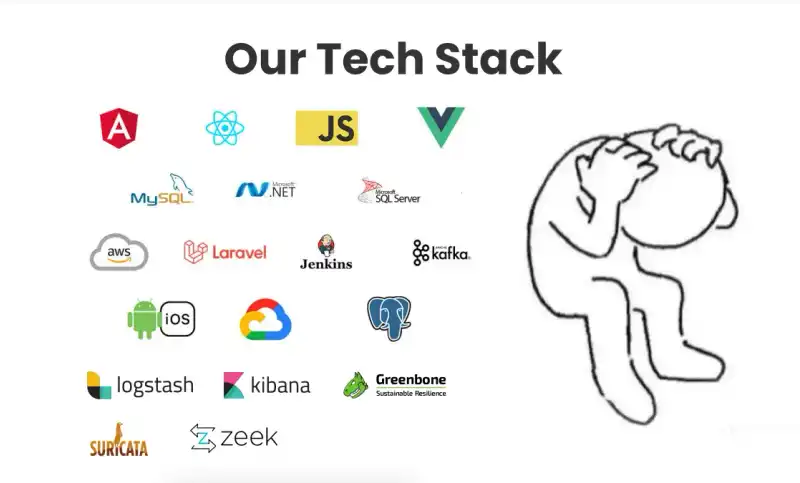 Our Tech Stack
A
JS
MySQL
Microsoft
.NET
Microsoft
SQL Server
aws
Laravel
Jenkins
kafka
iOS
logstash
kibana
Greenbone
Sustainable Resilience
SURICATA
zeek